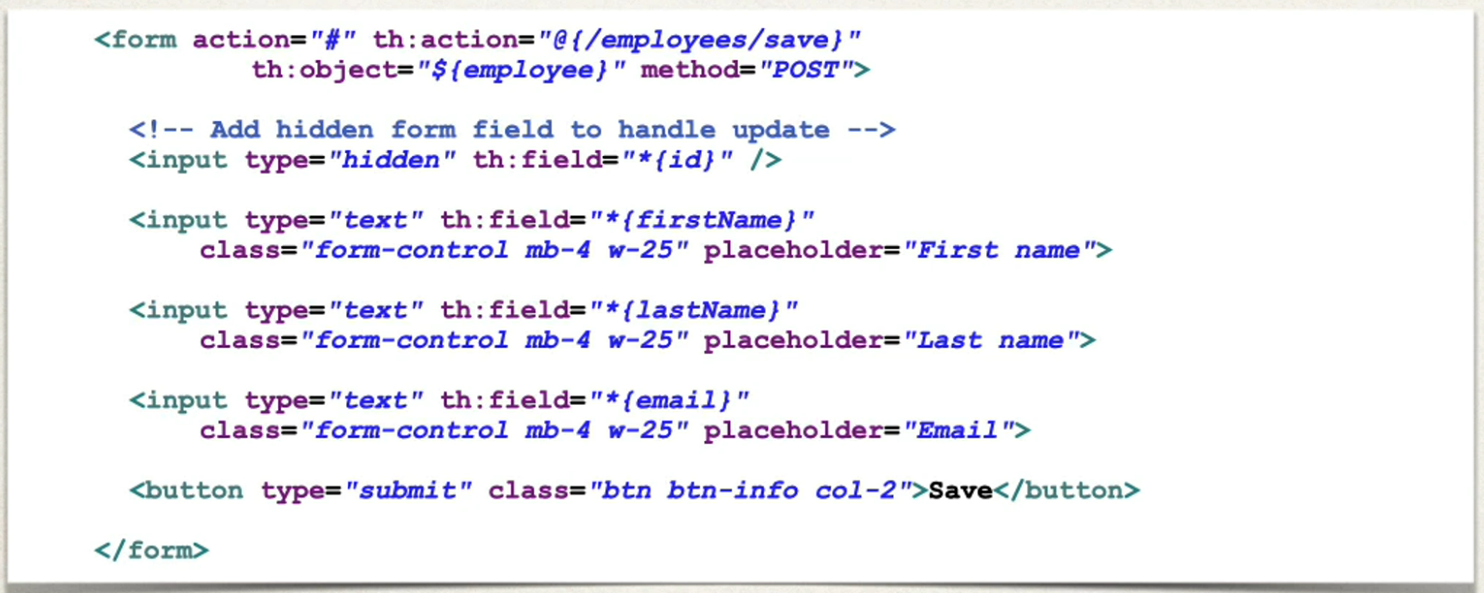 <form action="#" th:action="@{/employees/save}"
th:object="${employee}" method="POST">
<!-- Add hidden form field to handle update -->
<input type="hidden" th:field="*{id}" />
<input type="text" th:field="*{firstName}"
class="form-control mb-4 w-25" placeholder="First name">
<input type="text" th:field="*{lastName}"
class="form-control mb-4 w-25" placeholder="Last name">
<input type="text" th:field="*{email}"
class="form-control mb-4 w-25" placeholder="Email">
<button type="submit" class="btn btn-info col-2">Save</button>
</form>